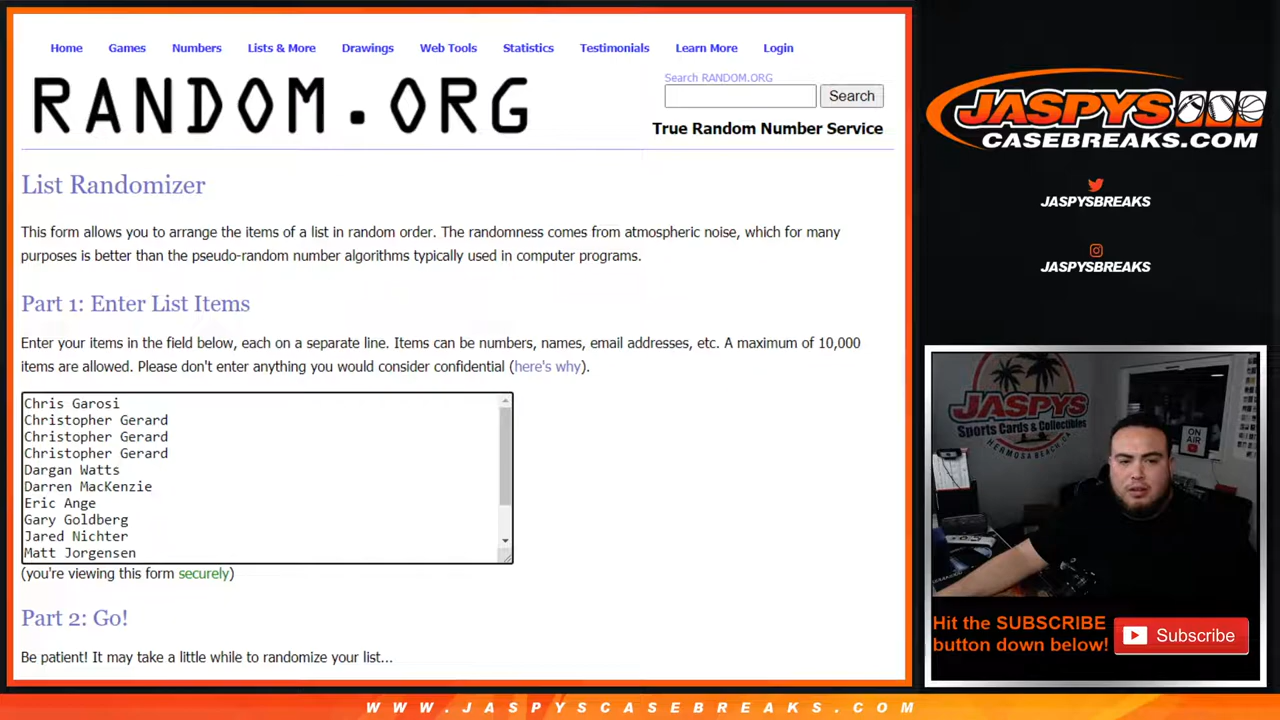 Home Games Numbers Lists & More Drawings Web Tools Statistics Testimonials Learn More Login
RANDOM.ORG
Search RANDOM.ORG
Search
True Random Number Service
List Randomizer
This form allows you to arrange the items of a list in random order. The randomness comes from atmospheric noise, which for many
purposes is better than the pseudo-random number algorithms typically used in computer programs.
Part 1: Enter List Items
Enter your items in the field below, each on a separate line. Items can be numbers, names, email addresses, etc. A maximum of 10,000
items are allowed. Please don't enter anything you would consider confidential (here's why).
Chris Garosi
Christopher Gerard
Christopher Gerard
Christopher Gerard
Dargan Watts
Darren MacKenzie
Eric Ange
Gary Goldberg
Jared Nichter
Matt Jorgensen
(you're viewing this form securely)
Part 2: Go!
Be patient! It may take a little while to randomize your list...
JASPYS
CASEBREAKS.COM
JASPYSBREAKS
JASPYSBREAKS
JASPYS
Sports Cards & Collectibles
HERMOSA BEACH, CA
ON
AIR
Hit the SUBSCRIBE
button down below!
Subscribe
WWW.JASPYSCASEBREAKS.COM